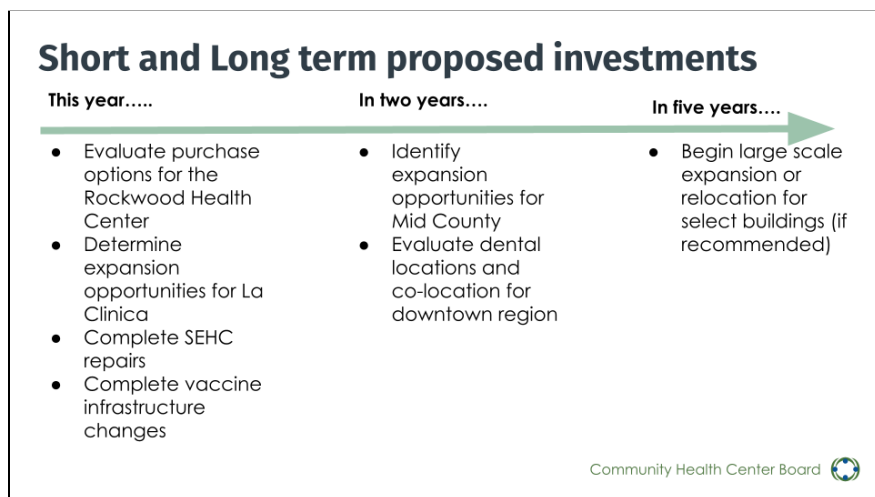 Short and Long term proposed investments
This year.....
In two years....
In five years....
● Evaluate purchase
options for the
Rockwood Health
Center
● Determine
expansion
opportunities for La
Clinica
● Complete SEHC
repairs
● Complete vaccine
infrastructure
changes
● Identify
expansion
opportunities for
Mid County
● Evaluate dental
locations and
co-location for
downtown region
● Begin large scale
expansion or
relocation for
select buildings (if
recommended)
Community Health Center Board